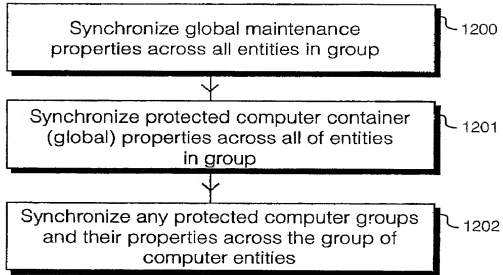 Synchronize global maintenance
properties across all entities in group
1200
Synchronize protected computer container
(global) properties across all of entities
in group
1201
Synchronize any protected computer groups
and their properties across the group of
computer entities
1202